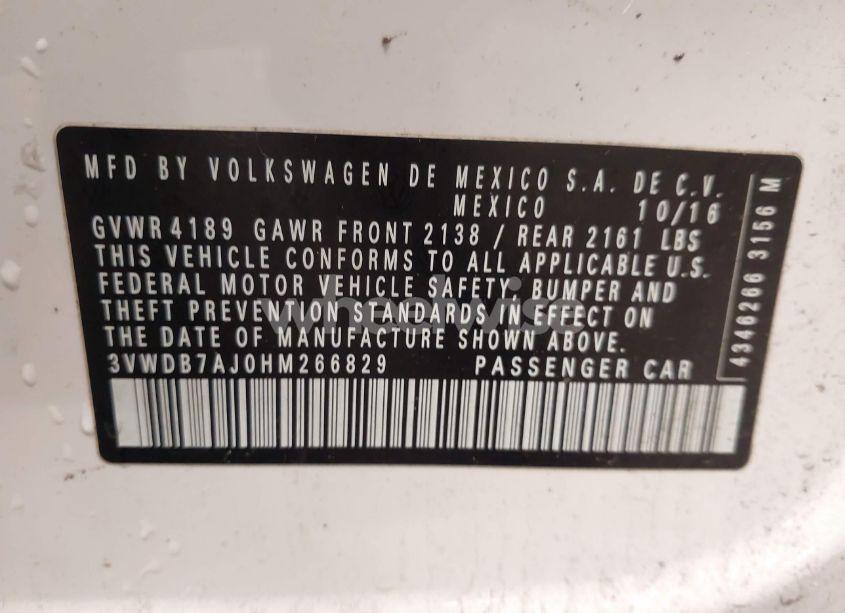 MFD BY VOLKSWAGEN DE MEXICO S.A. DE C.V.
MEXICO 10/16
GVWR 4189 GAWR FRONT 2138 / REAR 2161 LBS
THIS VEHICLE CONFORMS TO ALL APPLICABLE U.S.
FEDERAL MOTOR VEHICLE SAFETY, BUMPER AND
THEFT PREVENTION STANDARDS IN EFFECT ON
THE DATE OF MANUFACTURE SHOWN ABOVE.
3VWDB7AJ0HM266829 PASSENGER CAR
4346266 3156 M
wheelwise